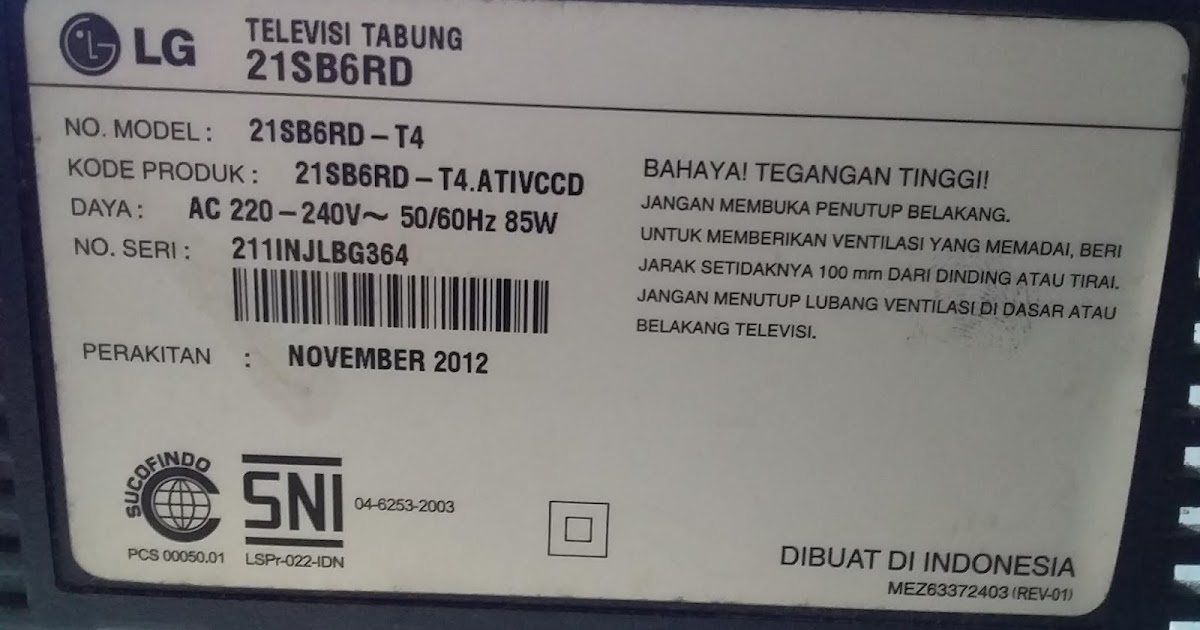 LG
TELEVISI TABUNG
21SB6RD
NO. MODEL : 21SB6RD – T4
KODE PRODUK : 21SB6RD – T4.ATIVCCD
DAYA : AC 220 – 240V~ 50/60Hz 85W
NO. SERI : 211INJLBG364
PERAKITAN : NOVEMBER 2012
BAHAYA! TEGANGAN TINGGI!
JANGAN MEMBUKA PENUTUP BELAKANG.
UNTUK MEMBERIKAN VENTILASI YANG MEMADAI, BERI
JARAK SETIDAKNYA 100 mm DARI DINDING ATAU TIRAI.
JANGAN MENUTUP LUBANG VENTILASI DI DASAR ATAU
BELAKANG TELEVISI.
SUCOFINDO
PCS 00050.01
SNI
04-6253-2003
LSPr-022-IDN
DIBUAT DI INDONESIA
MEZ63372403 (REV-01)